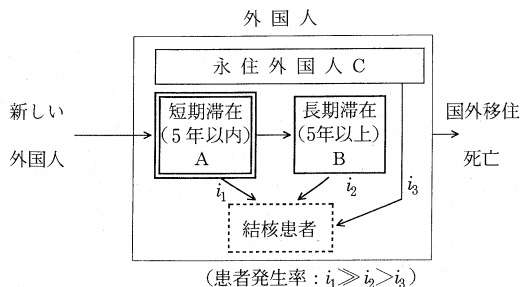 外国人
永住外国人C
新しい
外国人
短期滞在
(5年以内)
A
長期滞在
(5年以上)
B
国外移住
死亡
i₁
i₂
i₃
結核患者
(患者発生率:i₁≫i₂>i₃)